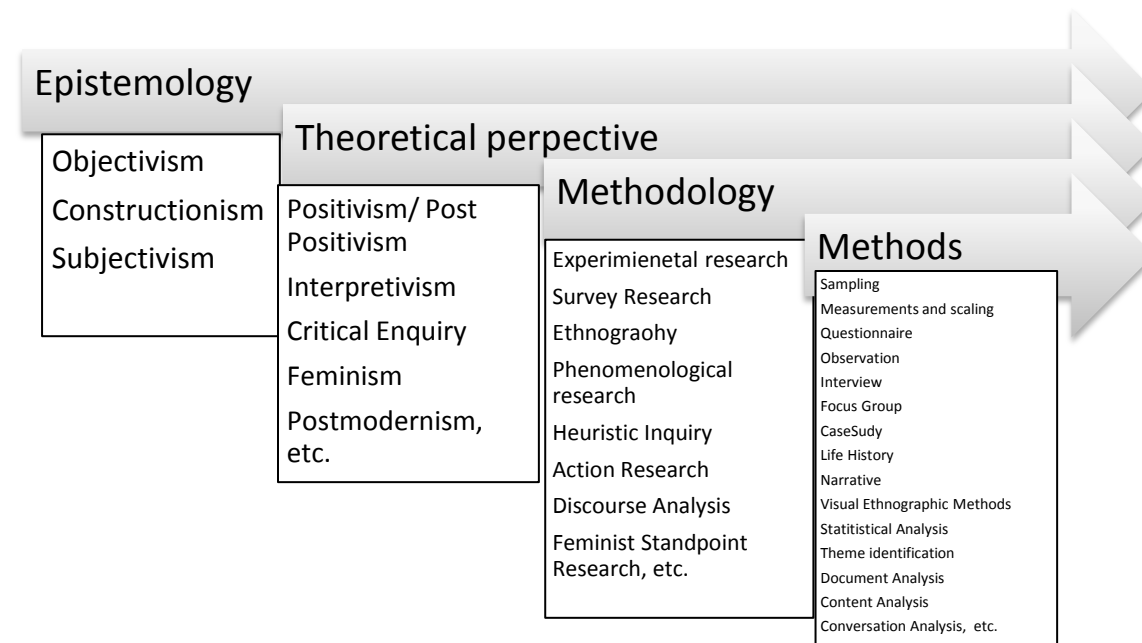 Epistemology
Objectivism
Constructionism
Subjectivism
Theoretical perpective
Positivism/ Post
Positivism
Interpretivism
Critical Enquiry
Feminism
Postmodernism,
etc.
Methodology
Experimienetal research
Survey Research
Ethnograohy
Phenomenological
research
Heuristic Inquiry
Action Research
Discourse Analysis
Feminist Standpoint
Research, etc.
Methods
Sampling
Measurements and scaling
Questionnaire
Observation
Interview
Focus Group
CaseSudy
Life History
Narrative
Visual Ethnographic Methods
Statitistical Analysis
Theme identification
Document Analysis
Content Analysis
Conversation Analysis, etc.